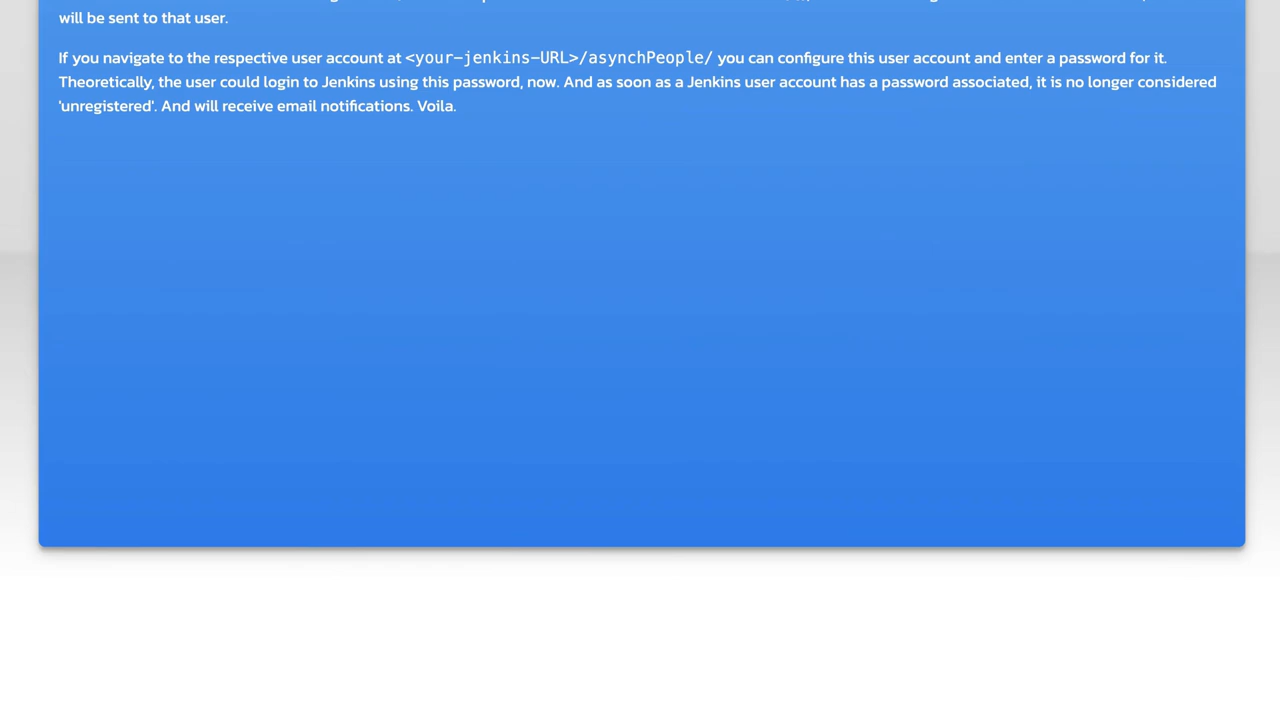 will be sent to that user.
If you navigate to the respective user account at <your-jenkins-URL>/asynchPeople/ you can configure this user account and enter a password for it.
Theoretically, the user could login to Jenkins using this password, now. And as soon as a Jenkins user account has a password associated, it is no longer considered
'unregistered'. And will receive email notifications. Voila.